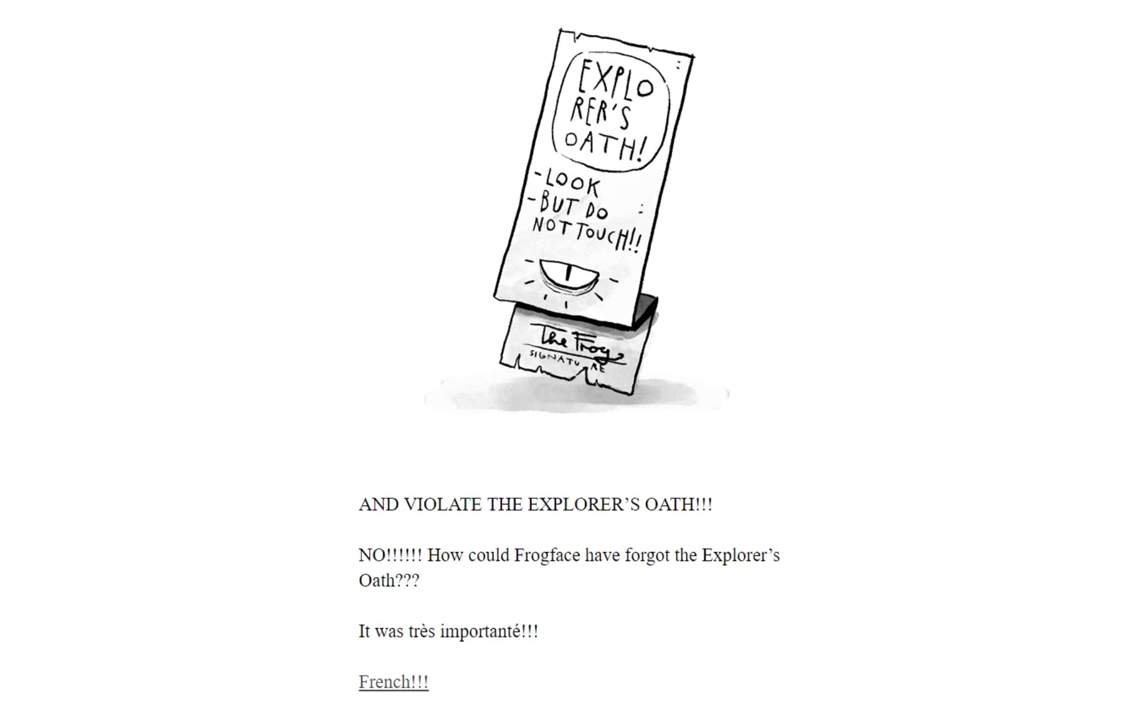 EXPLO
RER'S
OATH!
-LOOK
-BUT DO
NOT TOUCH!!
The Frog
SIGNATURE
AND VIOLATE THE EXPLORER’S OATH!!!
NO!!!!!! How could Frogface have forgot the Explorer’s
Oath???
It was très importanté!!!
French!!!